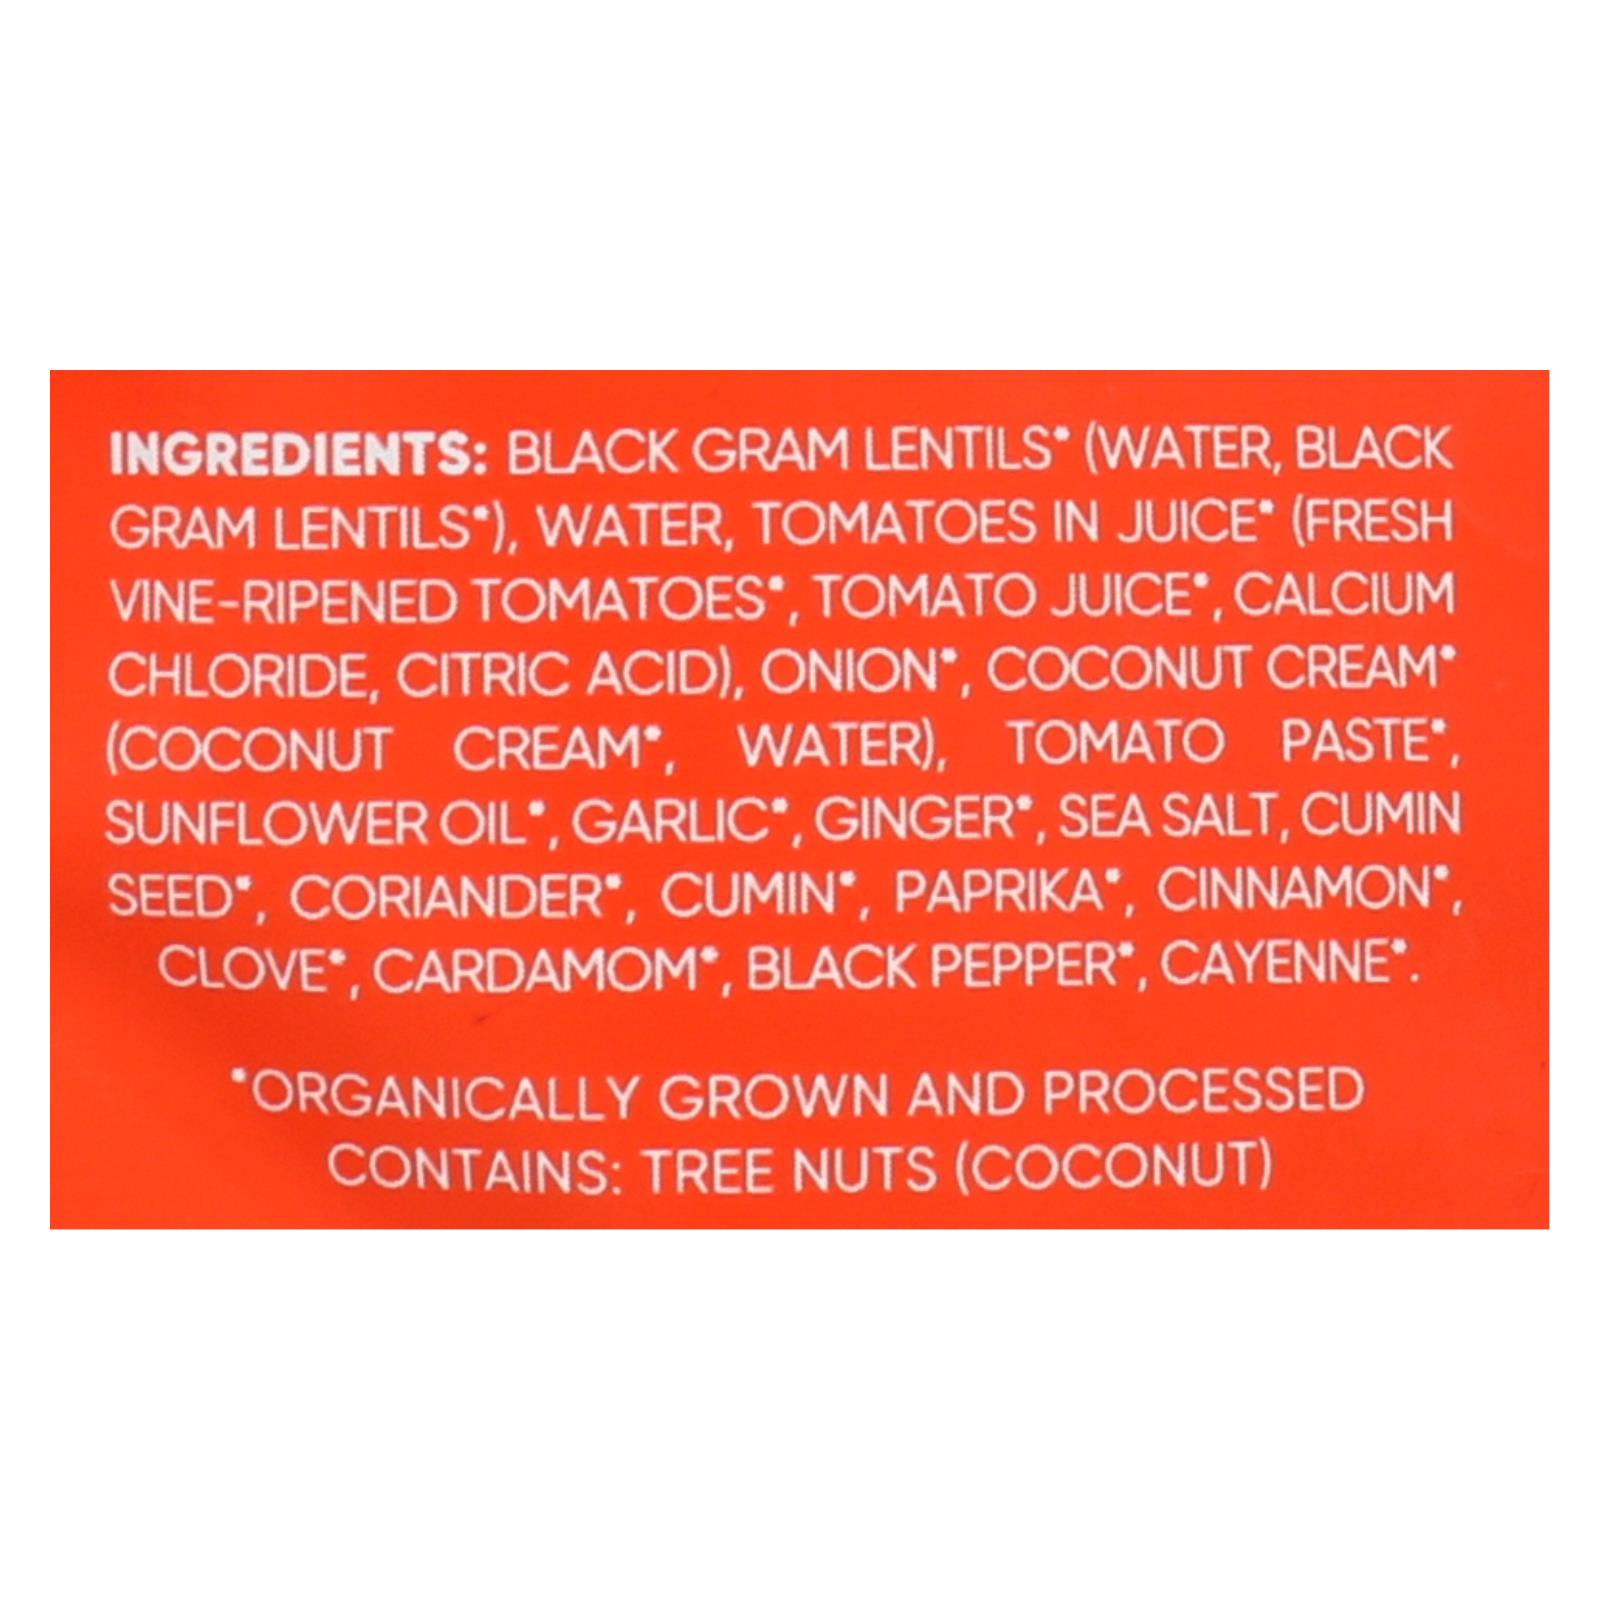 INGREDIENTS: BLACK GRAM LENTILS* (WATER, BLACK
GRAM LENTILS*), WATER, TOMATOES IN JUICE* (FRESH
VINE-RIPENED TOMATOES*, TOMATO JUICE*, CALCIUM
CHLORIDE, CITRIC ACID), ONION*, COCONUT CREAM*
(COCONUT CREAM*, WATER), TOMATO PASTE*,
SUNFLOWER OIL*, GARLIC*, GINGER*, SEA SALT, CUMIN
SEED*, CORIANDER*, CUMIN*, PAPRIKA*, CINNAMON*,
CLOVE*, CARDAMOM*, BLACK PEPPER*, CAYENNE*.
*ORGANICALLY GROWN AND PROCESSED
CONTAINS: TREE NUTS (COCONUT)